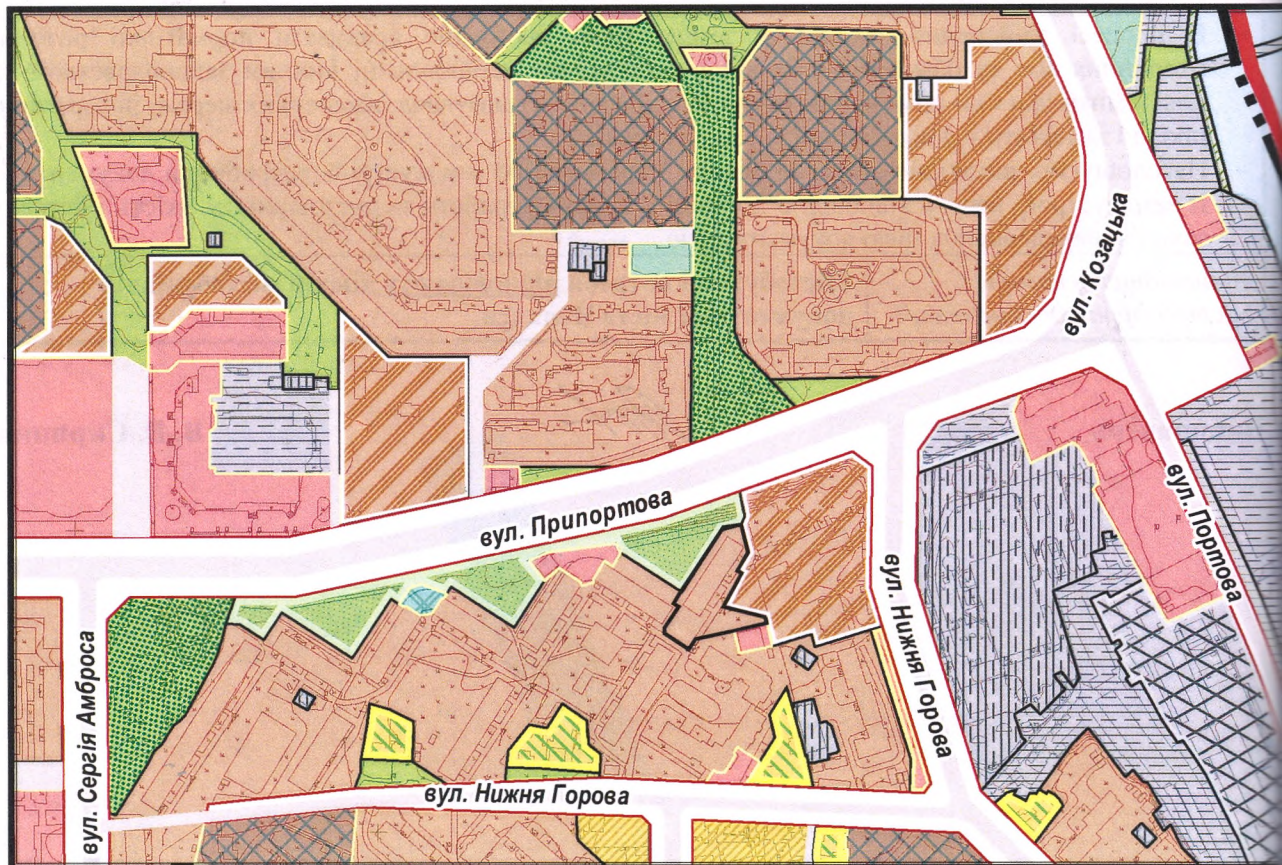 вул. Козацька
вул. Припортова
вул. Портова
вул. Нижня Горова
вул. Сергія Амброса
вул. Нижня Горова